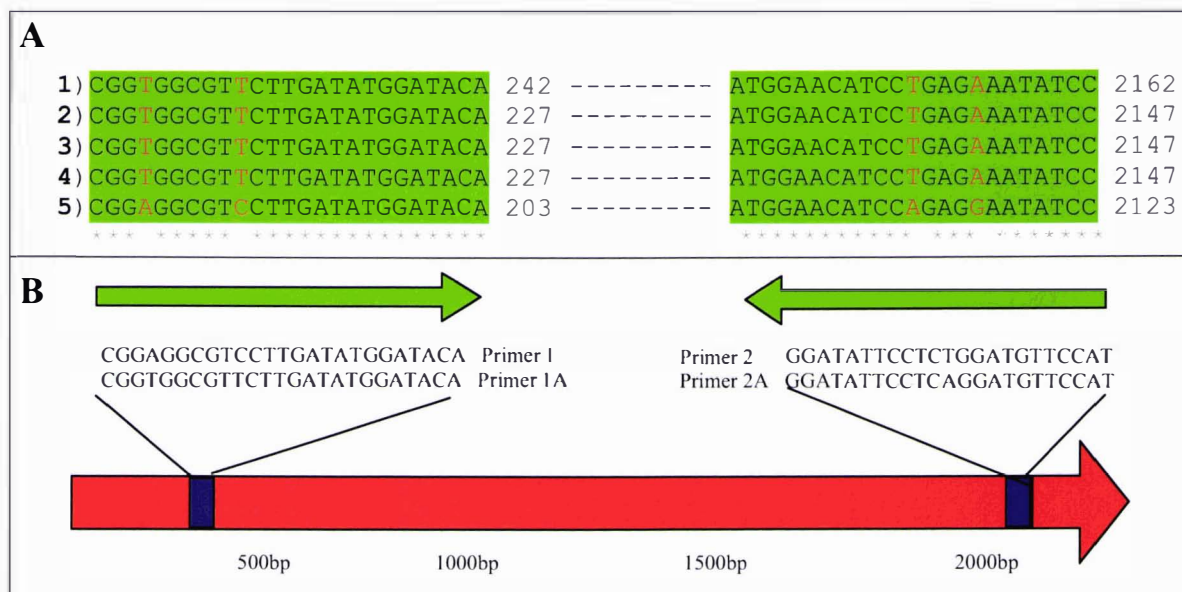 A
1) CGGTGGCGTTCTTGATATGGATACA 242 ---------- ATGGAACATCCTGAGAAATATCC 2162
2) CGGTGGCGTTCTTGATATGGATACA 227 ---------- ATGGAACATCCTGAGAAATATCC 2147
3) CGGTGGCGTTCTTGATATGGATACA 227 ---------- ATGGAACATCCTGAGAAATATCC 2147
4) CGGTGGCGTTCTTGATATGGATACA 227 ---------- ATGGAACATCCTGAGAAATATCC 2147
5) CGGAGGCGTCCTTGATATGGATACA 203 ---------- ATGGAACATCCAGAGGAATATCC 2123
*** ***** *************** *********** *** *******
B
CGGAGGCGTCCTTGATATGGATACA Primer 1 Primer 2 GGATATTCCTCTGGATGTTCCAT
CGGTGGCGTTCTTGATATGGATACA Primer 1A Primer 2A GGATATTCCTCAGGATGTTCCAT
500bp 1000bp 1500bp 2000bp